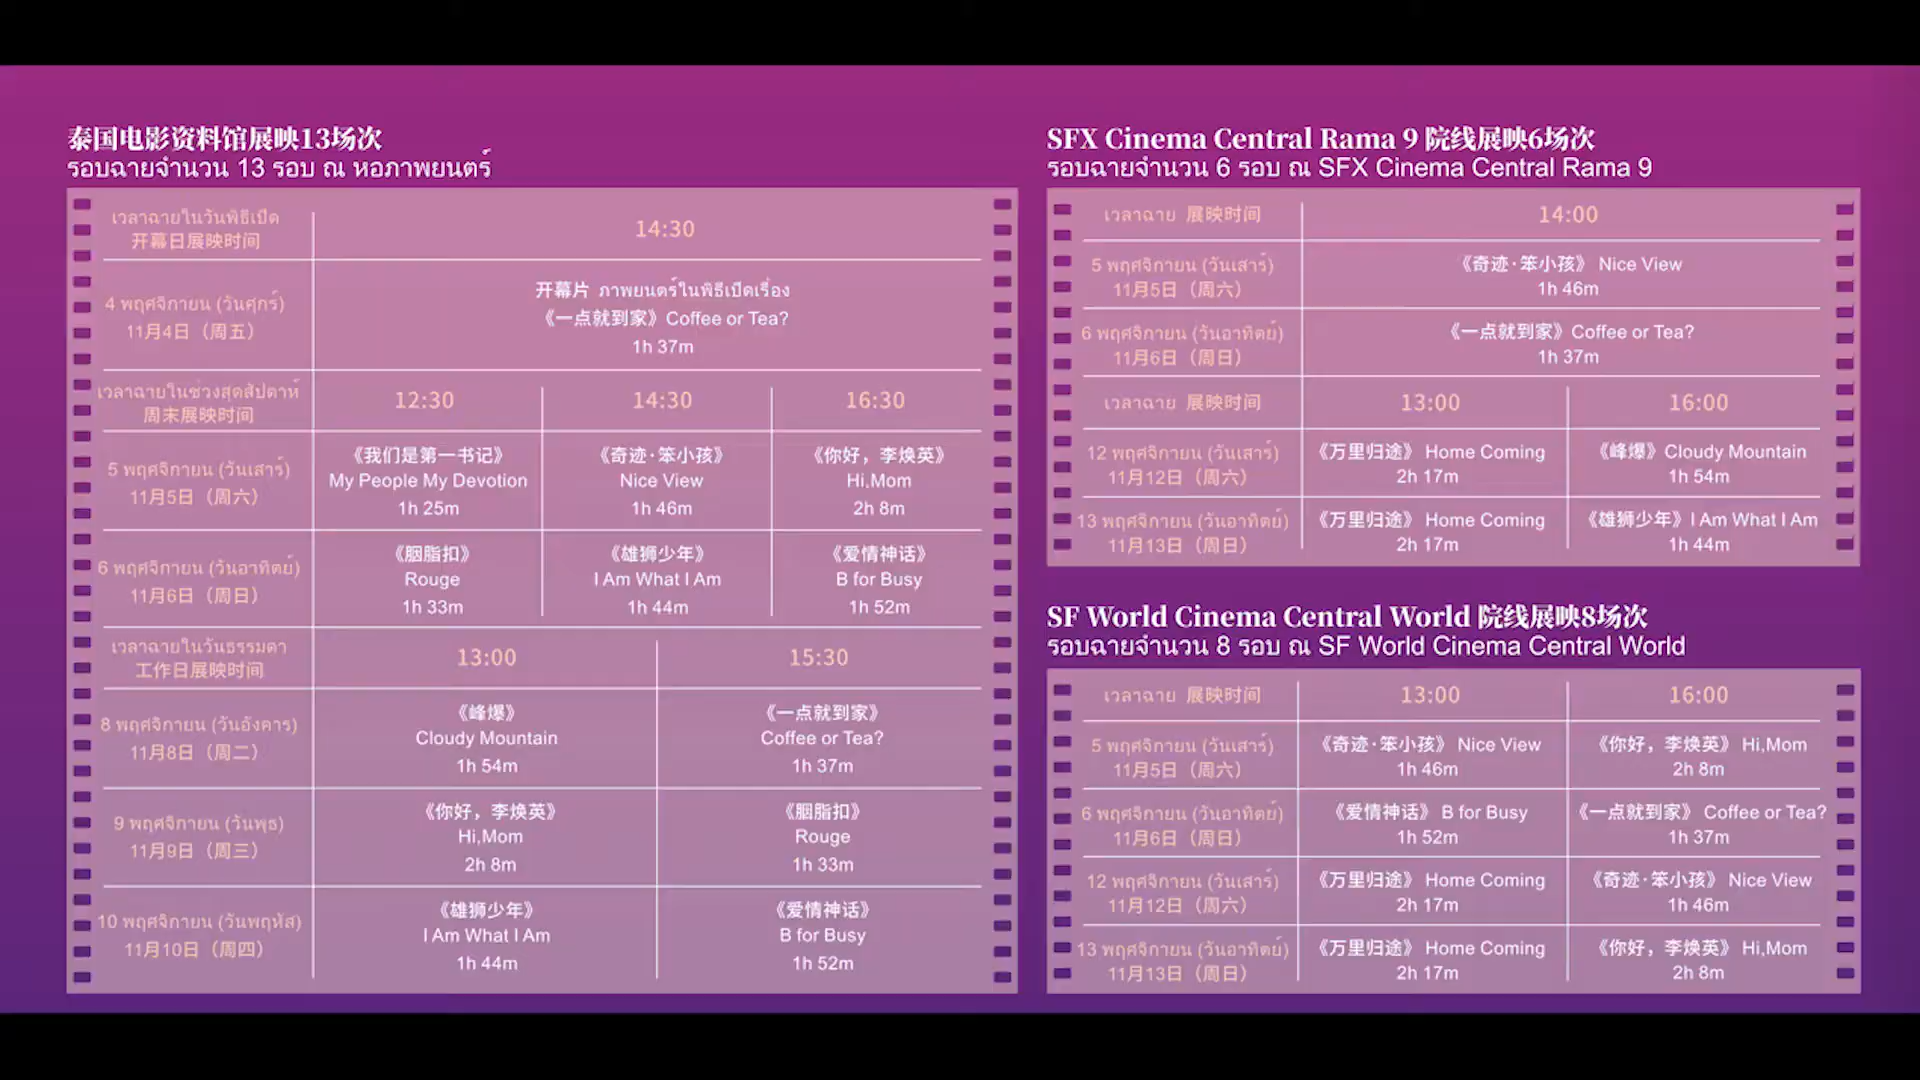 泰国电影资料馆展映13场次
รอบฉายจำนวน 13 รอบ ณ หอภาพยนตร์
เวลาฉายในวันพิธีเปิด
开幕日展映时间
14:30
4 พฤศจิกายน (วันศุกร์)
11月4日（周五）
开幕片 ภาพยนตร์ในพิธีเปิดเรื่อง
《一点就到家》Coffee or Tea?
1h 37m
เวลาฉายในช่วงสุดสัปดาห์
周末展映时间
12:30
14:30
16:30
5 พฤศจิกายน (วันเสาร์)
11月5日（周六）
《我们是第一书记》
My People My Devotion
1h 25m
《奇迹·笨小孩》
Nice View
1h 46m
《你好，李焕英》
Hi,Mom
2h 8m
6 พฤศจิกายน (วันอาทิตย์)
11月6日（周日）
《胭脂扣》
Rouge
1h 33m
《雄狮少年》
I Am What I Am
1h 44m
《爱情神话》
B for Busy
1h 52m
เวลาฉายในวันธรรมดา
工作日展映时间
13:00
15:30
8 พฤศจิกายน (วันอังคาร)
11月8日（周二）
《峰爆》
Cloudy Mountain
1h 54m
《一点就到家》
Coffee or Tea?
1h 37m
9 พฤศจิกายน (วันพุธ)
11月9日（周三）
《你好，李焕英》
Hi,Mom
2h 8m
《胭脂扣》
Rouge
1h 33m
10 พฤศจิกายน (วันพฤหัส)
11月10日（周四）
《雄狮少年》
I Am What I Am
1h 44m
《爱情神话》
B for Busy
1h 52m
SFX Cinema Central Rama 9 院线展映6场次
รอบฉายจำนวน 6 รอบ ณ SFX Cinema Central Rama 9
เวลาฉาย 展映时间
14:00
5 พฤศจิกายน (วันเสาร์)
11月5日（周六）
《奇迹·笨小孩》 Nice View
1h 46m
6 พฤศจิกายน (วันอาทิตย์)
11月6日（周日）
《一点就到家》Coffee or Tea?
1h 37m
เวลาฉาย 展映时间
13:00
16:00
12 พฤศจิกายน (วันเสาร์)
11月12日（周六）
《万里归途》 Home Coming
2h 17m
《峰爆》Cloudy Mountain
1h 54m
13 พฤศจิกายน (วันอาทิตย์)
11月13日（周日）
《万里归途》 Home Coming
2h 17m
《雄狮少年》I Am What I Am
1h 44m
SF World Cinema Central World 院线展映8场次
รอบฉายจำนวน 8 รอบ ณ SF World Cinema Central World
เวลาฉาย 展映时间
13:00
16:00
5 พฤศจิกายน (วันเสาร์)
11月5日（周六）
《奇迹·笨小孩》 Nice View
1h 46m
《你好，李焕英》 Hi,Mom
2h 8m
6 พฤศจิกายน (วันอาทิตย์)
11月6日（周日）
《爱情神话》 B for Busy
1h 52m
《一点就到家》 Coffee or Tea?
1h 37m
12 พฤศจิกายน (วันเสาร์)
11月12日（周六）
《万里归途》 Home Coming
2h 17m
《奇迹·笨小孩》 Nice View
1h 46m
13 พฤศจิกายน (วันอาทิตย์)
11月13日（周日）
《万里归途》 Home Coming
2h 17m
《你好，李焕英》 Hi,Mom
2h 8m